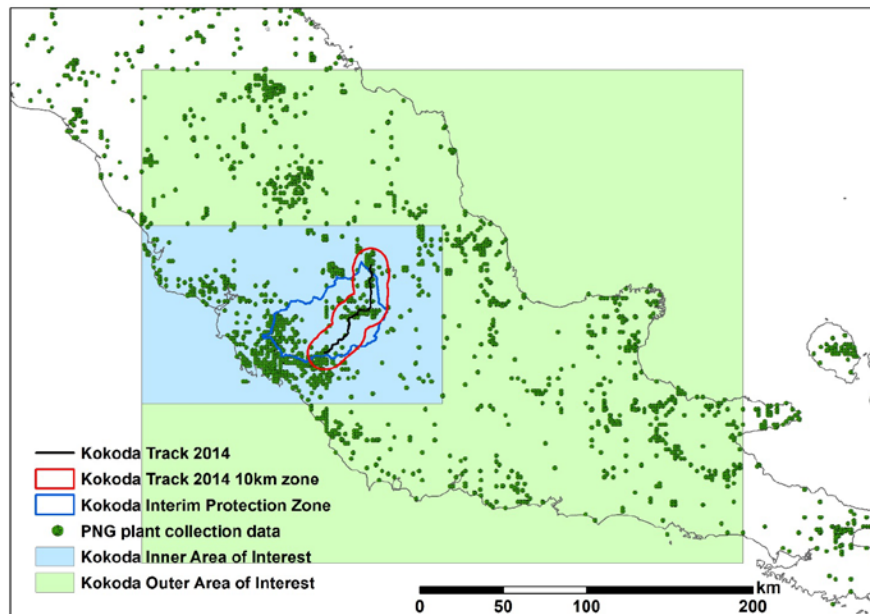 Kokoda Track 2014
Kokoda Track 2014 10km zone
Kokoda Interim Protection Zone
PNG plant collection data
Kokoda Inner Area of Interest
Kokoda Outer Area of Interest
km
0 50 100 200